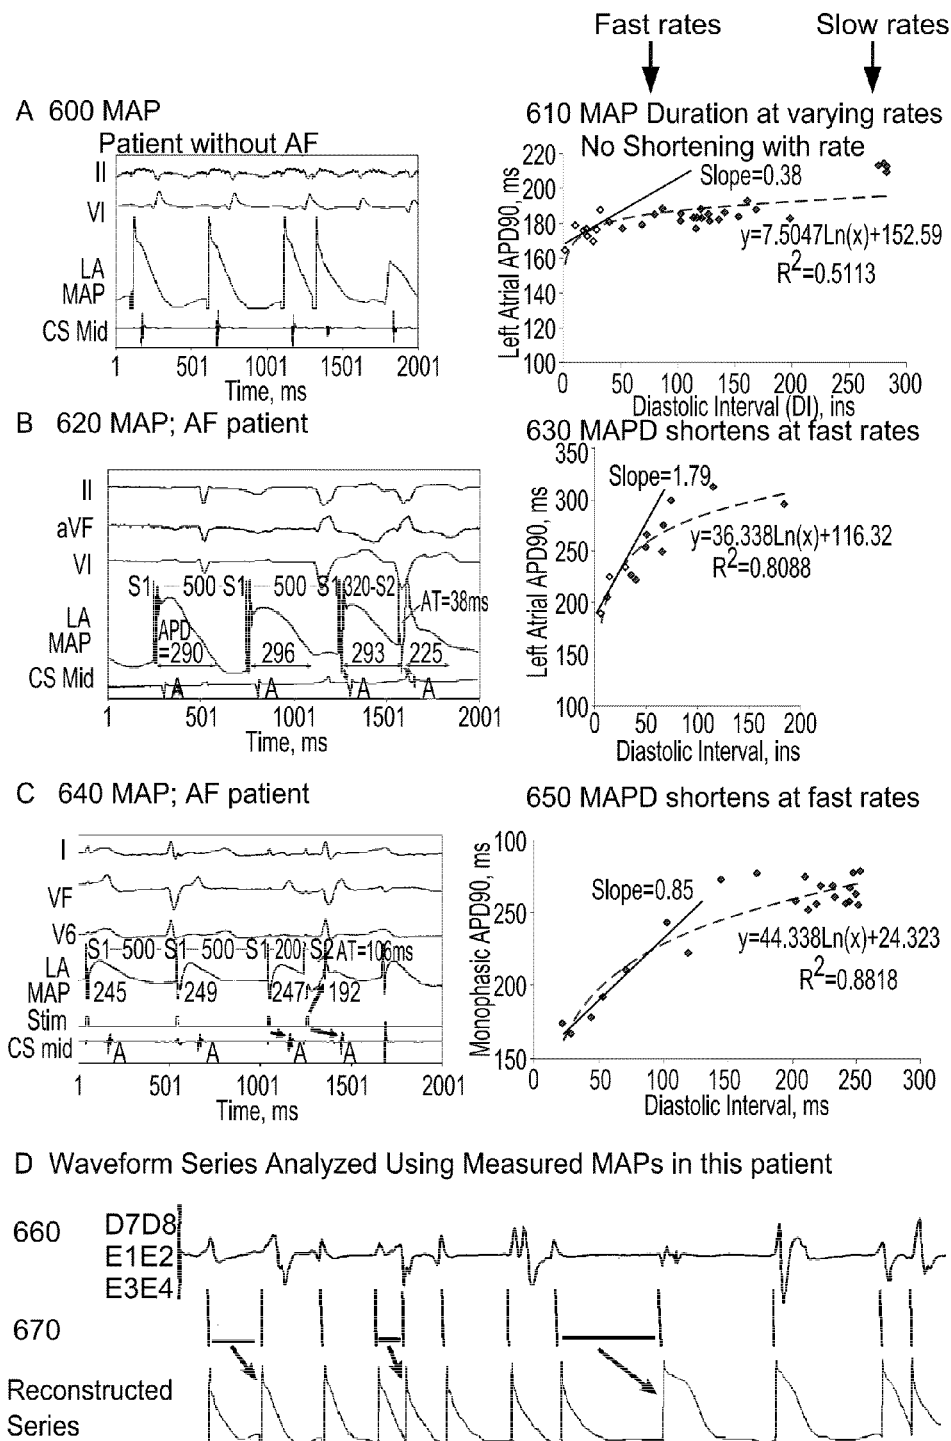 Fast rates Slow rates
A 600 MAP
Patient without AF
II
VI
LA
MAP
CS Mid
1 501 1001 1501 2001
Time, ms
610 MAP Duration at varying rates
No Shortening with rate
Left Atrial APD90, ms
220
200
180
160
140
120
100
Slope=0.38
y=7.5047Ln(x)+152.59
R2=0.5113
0 50 100 150 200 250 300
Diastolic Interval (DI), ins
B 620 MAP; AF patient
II
aVF
VI
S1 500 S1 500 S1 320-S2
AT=38ms
LA
MAP
APD
=290 296 293 225
CS Mid
A A A A
1 501 1001 1501 2001
Time, ms
630 MAPD shortens at fast rates
Left Atrial APD90, ms
350
300
250
200
150
100
Slope=1.79
y=36.338Ln(x)+116.32
R2=0.8088
0 50 100 150 200
Diastolic Interval, ins
C 640 MAP; AF patient
I
VF
V6
S1-500-S1-500-S1-200-S2 AT=106ms
LA
MAP
245 249 247 192
Stim
CS mid
A A A A
1 501 1001 1501 2001
Time, ms
650 MAPD shortens at fast rates
Monophasic APD90, ms
100
250
200
150
Slope=0.85
y=44.338Ln(x)+24.323
R2=0.8818
0 50 100 150 200 250 300
Diastolic Interval, ms
D Waveform Series Analyzed Using Measured MAPs in this patient
660
D7D8
E1E2
E3E4
670
Reconstructed
Series